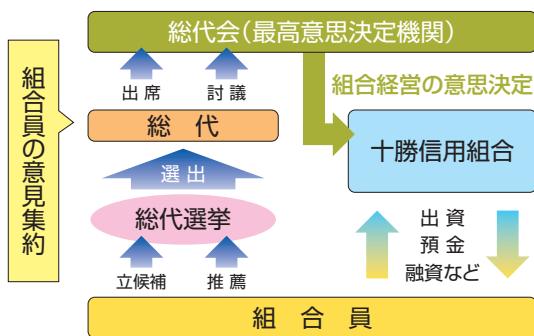 総代会（最高意思決定機関）
組合員の意見集約
出席
討議
組合経営の意思決定
総代
十勝信用組合
選出
総代選挙
出資
預金
融資など
立候補
推薦
組合員